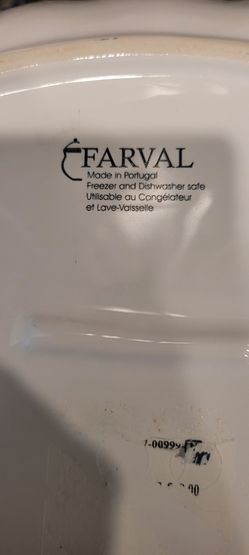 FARVAL
Made in Portugal
Freezer and Dishwasher safe
Utilisable au Congélateur
et Lave-Vaisselle